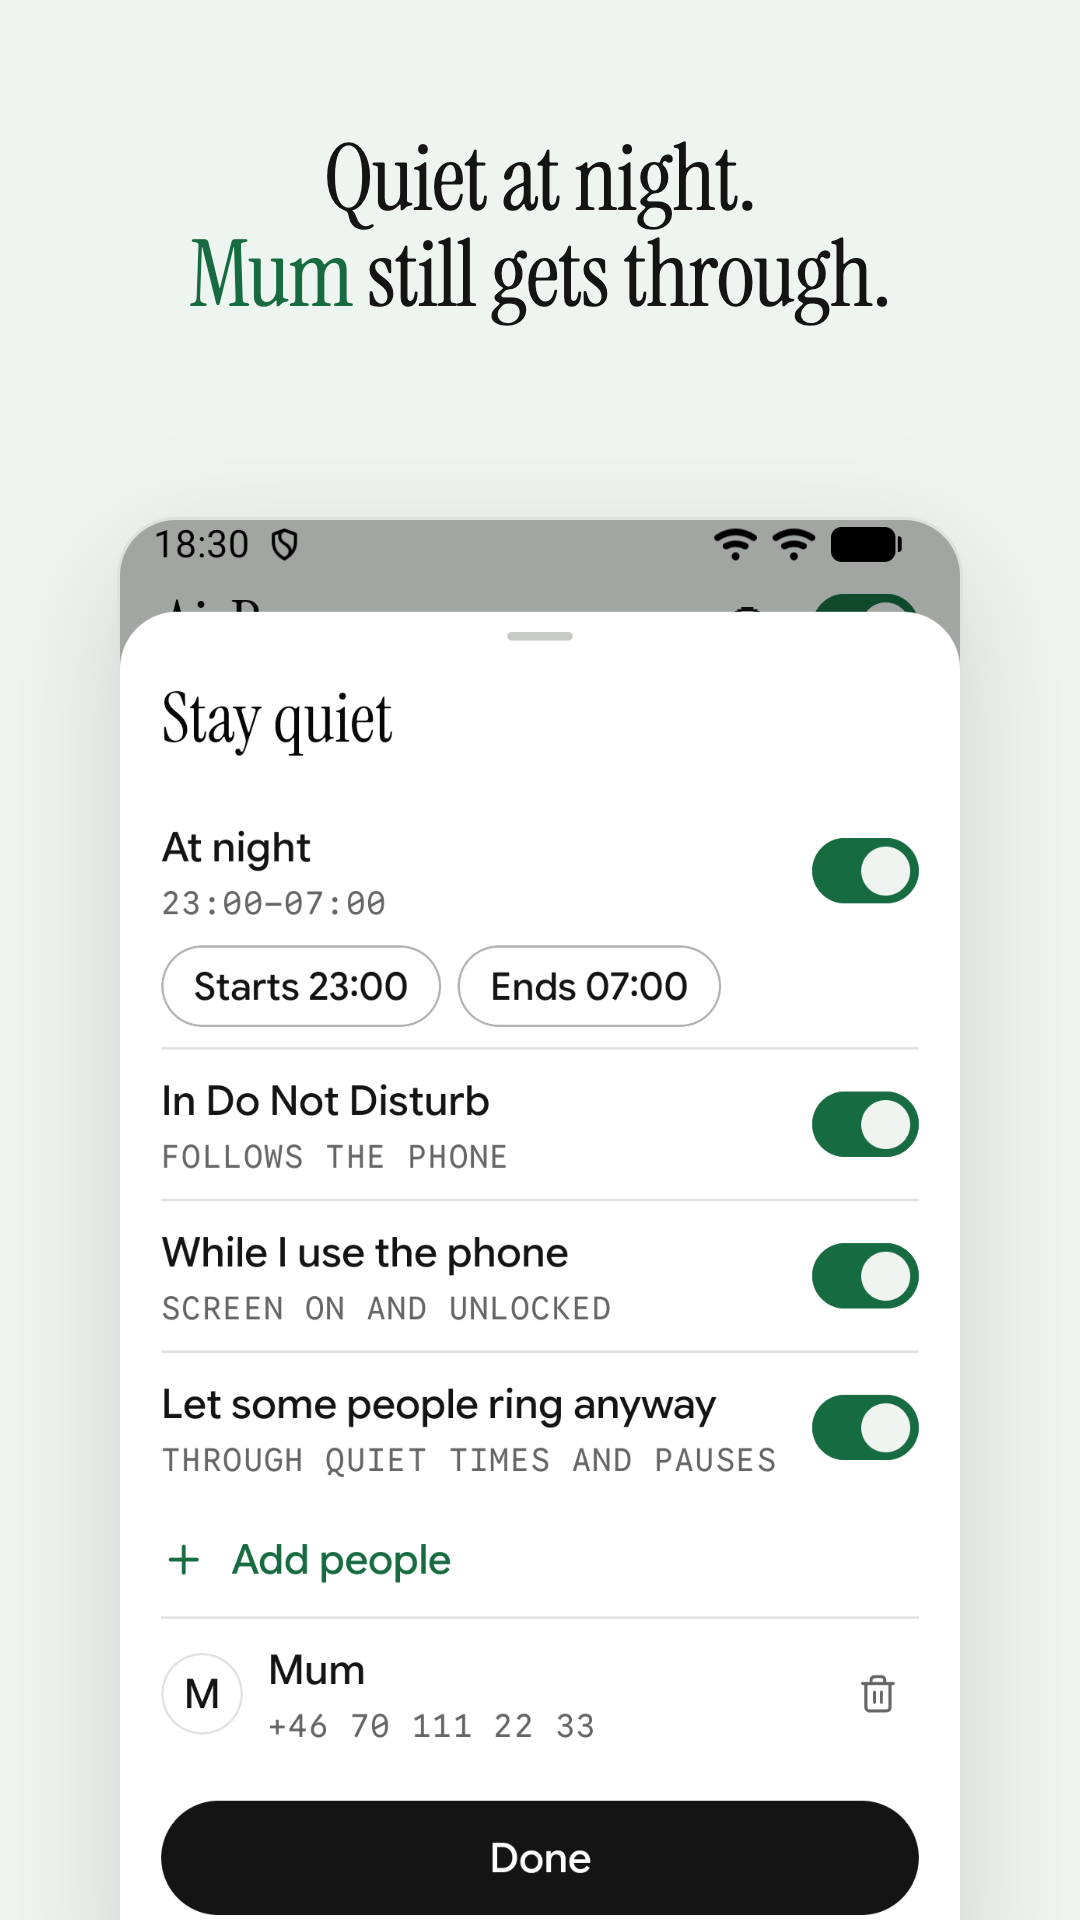 Quiet at night.
Mum still gets through.
18:30
Stay quiet
At night
23:00–07:00
Starts 23:00
Ends 07:00
In Do Not Disturb
FOLLOWS THE PHONE
While I use the phone
SCREEN ON AND UNLOCKED
Let some people ring anyway
THROUGH QUIET TIMES AND PAUSES
+ Add people
M
Mum
+46 70 111 22 33
Done